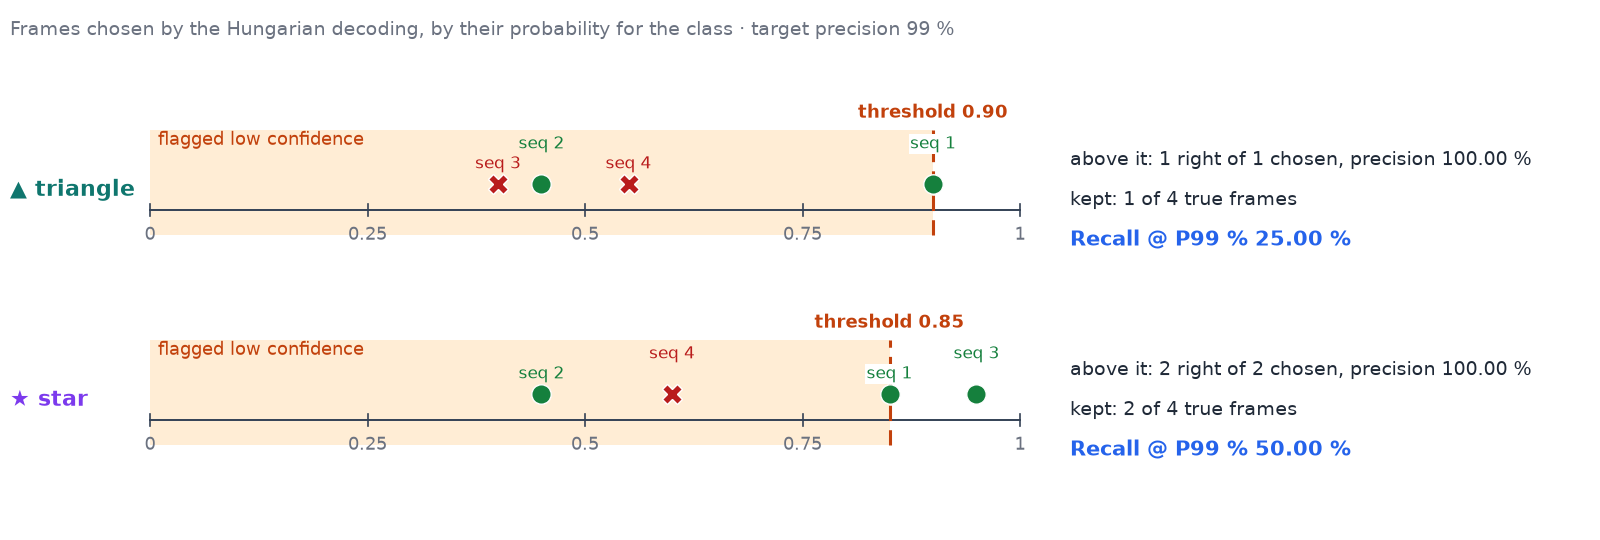 Frames chosen by the Hungarian decoding, by their probability for the class · target precision 99 %
threshold 0.90
flagged low confidence
seq 2
seq 1
seq 3
seq 4
above it: 1 right of 1 chosen, precision 100.00 %
▲ triangle
kept: 1 of 4 true frames
0 0.25 0.5 0.75 1
Recall @ P99 % 25.00 %
threshold 0.85
flagged low confidence
seq 4
seq 3
seq 2
seq 1
above it: 2 right of 2 chosen, precision 100.00 %
★ star
kept: 2 of 4 true frames
0 0.25 0.5 0.75 1
Recall @ P99 % 50.00 %